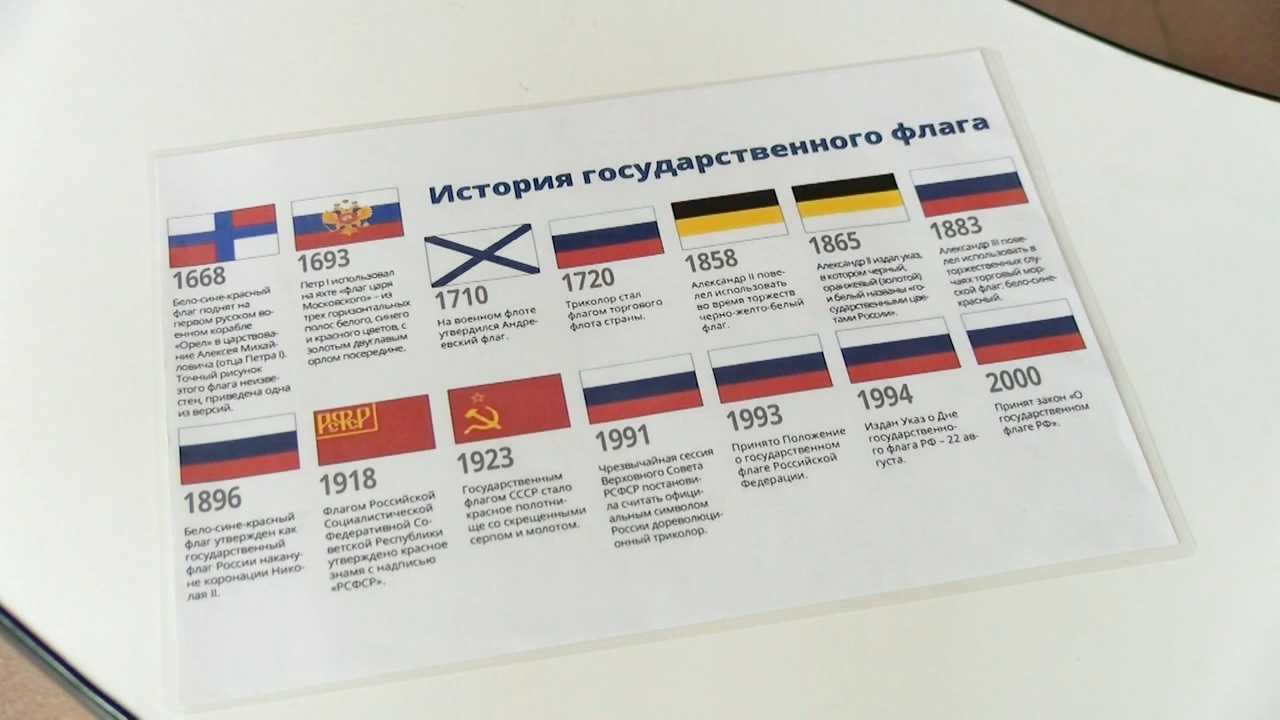 История государственного флага
1668
Бело-сине-красный
флаг поднят на
первом русском во-
енном корабле
«Орел» в царствова-
ние Алексея Михай-
ловича (отца Петра I).
Точный рисунок
этого флага неизве-
стен, приведена одна
из версий.
1693
Петр I использовал
на яхте «флаг царя
Московского» – из
трех горизонтальных
полос белого, синего
и красного цветов, с
золотым двуглавым
орлом посередине.
1710
На военном флоте
утвердился Андре-
евский флаг.
1720
Триколор стал
флагом торгового
флота страны.
1858
Александр II пове-
лел использовать
во время торжеств
черно-желто-белый
флаг.
1865
Александр II издал указ,
в котором черный,
оранжевый (золотой)
и белый названы «го-
сударственными цве-
тами России».
1883
Александр III пове-
лел использовать в
торжественных слу-
чаях торговый мор-
ской флаг: бело-сине-
красный.
1896
Бело-сине-красный
флаг утвержден как
государственный
флаг России накану-
не коронации Нико-
лая II.
РСФСР
1918
Флагом Российской
Социалистической
Федеративной Со-
ветской Республики
утверждено красное
знамя с надписью
«РСФСР».
1923
Государственным
флагом СССР стало
красное полотни-
ще со скрещенными
серпом и молотом.
1991
Чрезвычайная сессия
Верховного Совета
РСФСР постанови-
ла считать офици-
альным символом
России дореволюци-
онный триколор.
1993
Принято Положение
о государственном
флаге Российской
Федерации.
1994
Издан Указ о Дне
государственно-
го флага РФ – 22 ав-
густа.
2000
Принят закон «О
государственном
флаге РФ».